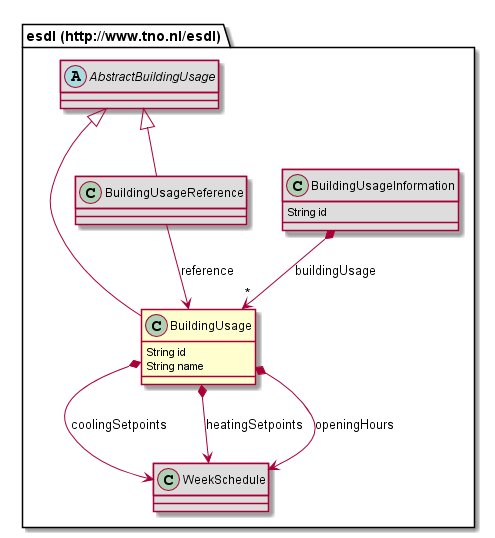 esdl (http://www.tno.nl/esdl)
A AbstractBuildingUsage
C BuildingUsageReference
C BuildingUsageInformation
String id
reference
buildingUsage
*
C BuildingUsage
String id
String name
coolingSetpoints
heatingSetpoints
openingHours
C WeekSchedule